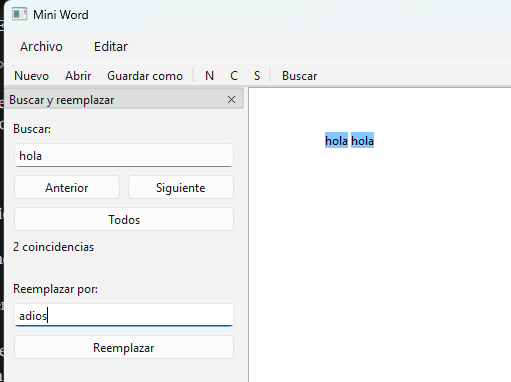 Mini Word
Archivo Editar
Nuevo Abrir Guardar como N C S Buscar
Buscar y reemplazar
Buscar:
hola
Anterior Siguiente
Todos
2 coincidencias
Reemplazar por:
adios
Reemplazar
hola hola